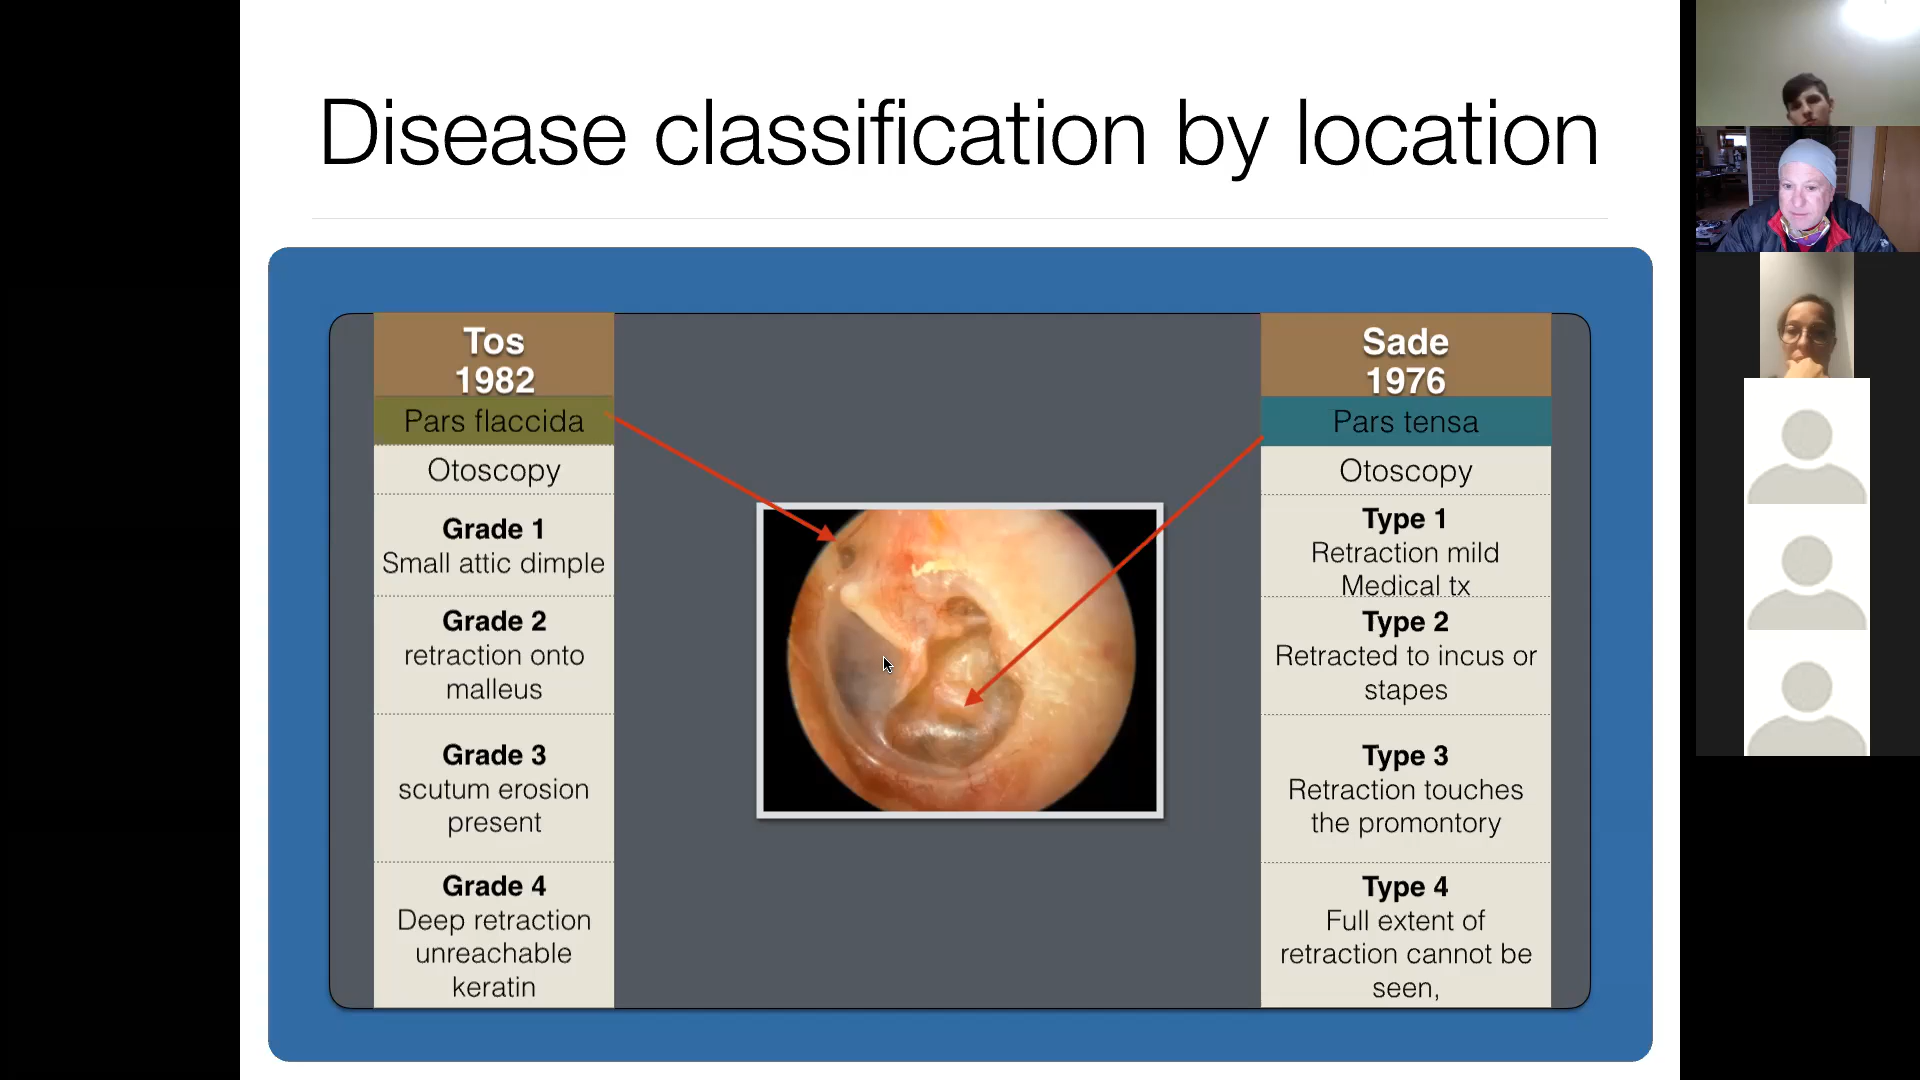 Disease classification by location
Tos
1982
Pars flaccida
Otoscopy
Grade 1
Small attic dimple
Grade 2
retraction onto
malleus
Grade 3
scutum erosion
present
Grade 4
Deep retraction
unreachable
keratin
Sade
1976
Pars tensa
Otoscopy
Type 1
Retraction mild
Medical tx
Type 2
Retracted to incus or
stapes
Type 3
Retraction touches
the promontory
Type 4
Full extent of
retraction cannot be
seen,